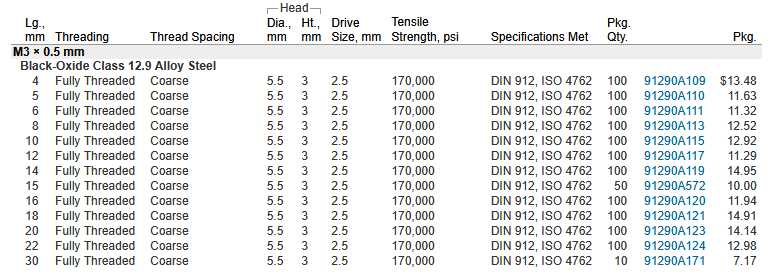 Head
Lg., Dia., Ht., Drive Tensile Pkg.
mm Threading Thread Spacing mm mm Size, mm Strength, psi Specifications Met Qty. Pkg.
M3 × 0.5 mm
Black-Oxide Class 12.9 Alloy Steel
4 Fully Threaded Coarse 5.5 3 2.5 170,000 DIN 912, ISO 4762 100 91290A109 $13.48
5 Fully Threaded Coarse 5.5 3 2.5 170,000 DIN 912, ISO 4762 100 91290A110 11.63
6 Fully Threaded Coarse 5.5 3 2.5 170,000 DIN 912, ISO 4762 100 91290A111 11.32
8 Fully Threaded Coarse 5.5 3 2.5 170,000 DIN 912, ISO 4762 100 91290A113 12.52
10 Fully Threaded Coarse 5.5 3 2.5 170,000 DIN 912, ISO 4762 100 91290A115 12.92
12 Fully Threaded Coarse 5.5 3 2.5 170,000 DIN 912, ISO 4762 100 91290A117 11.29
14 Fully Threaded Coarse 5.5 3 2.5 170,000 DIN 912, ISO 4762 100 91290A119 14.95
15 Fully Threaded Coarse 5.5 3 2.5 170,000 DIN 912, ISO 4762 50 91290A572 10.00
16 Fully Threaded Coarse 5.5 3 2.5 170,000 DIN 912, ISO 4762 100 91290A120 11.94
18 Fully Threaded Coarse 5.5 3 2.5 170,000 DIN 912, ISO 4762 100 91290A121 14.91
20 Fully Threaded Coarse 5.5 3 2.5 170,000 DIN 912, ISO 4762 100 91290A123 14.14
22 Fully Threaded Coarse 5.5 3 2.5 170,000 DIN 912, ISO 4762 100 91290A124 12.98
30 Fully Threaded Coarse 5.5 3 2.5 170,000 DIN 912, ISO 4762 10 91290A171 7.17